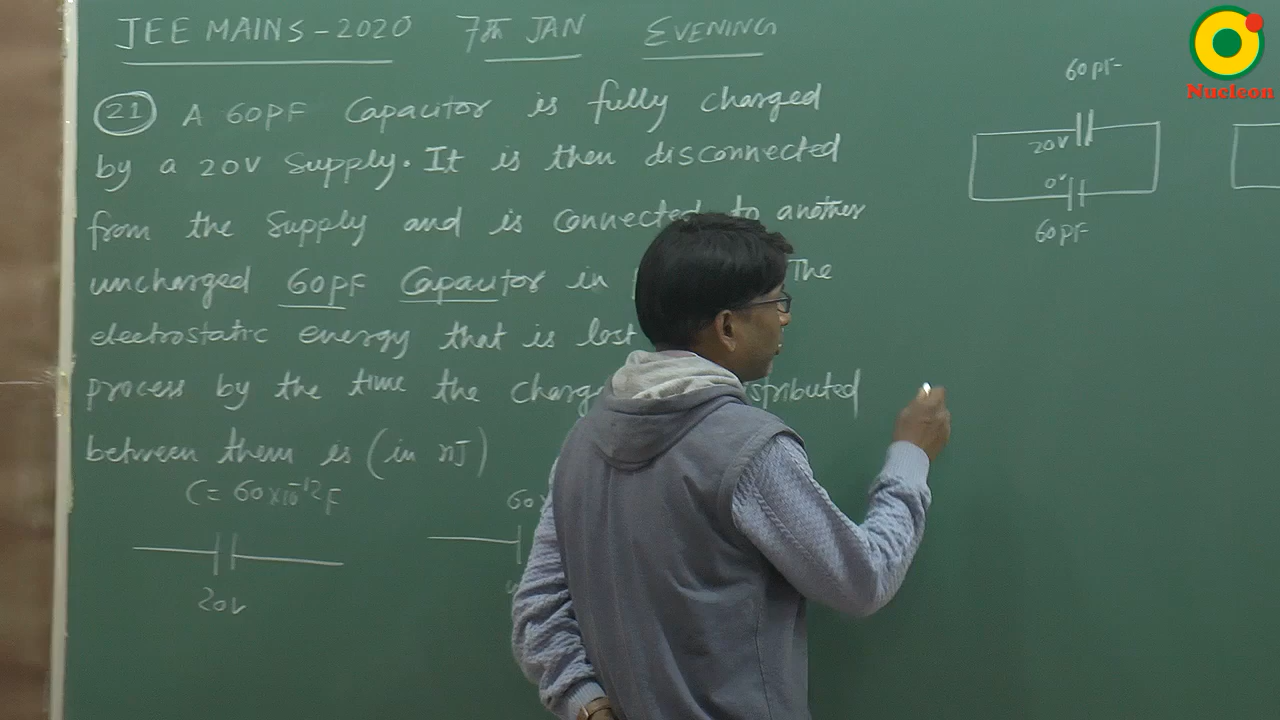 JEE MAINS - 2020 7th JAN EVENING
21 A 60pF Capacitor is fully charged
by a 20V Supply. It is then disconnected
from the Supply and is connected to another
uncharged 60pF Capacitor in The
electrostatic energy that is lost
process by the time the charge
between them is (in nJ)
C = 60×10⁻¹²F
20V
60
60pF
20V
0V
60pF
Nucleon